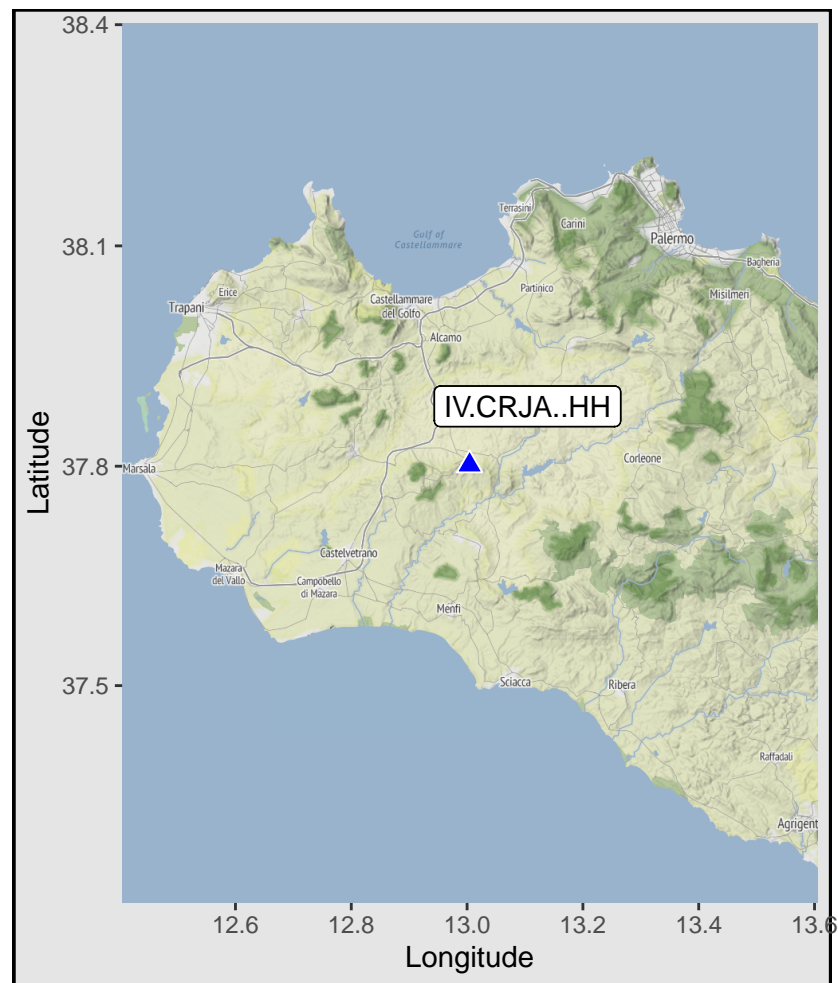 38.4
38.1
37.8
37.5
Latitude
Gulf of
Castellammare
Terrasini
Carini
Palermo
Bagheria
Erice
Trapani
Castellammare
del Golfo
Partinico
Misilmeri
Alcamo
IV.CRJA..HH
Corleone
Marsala
Castelvetrano
Mazara
del Vallo
Campobello
di Mazara
Menfi
Sciacca
Ribera
Raffadali
Agrigent
12.6
12.8
13.0
13.2
13.4
13.6
Longitude